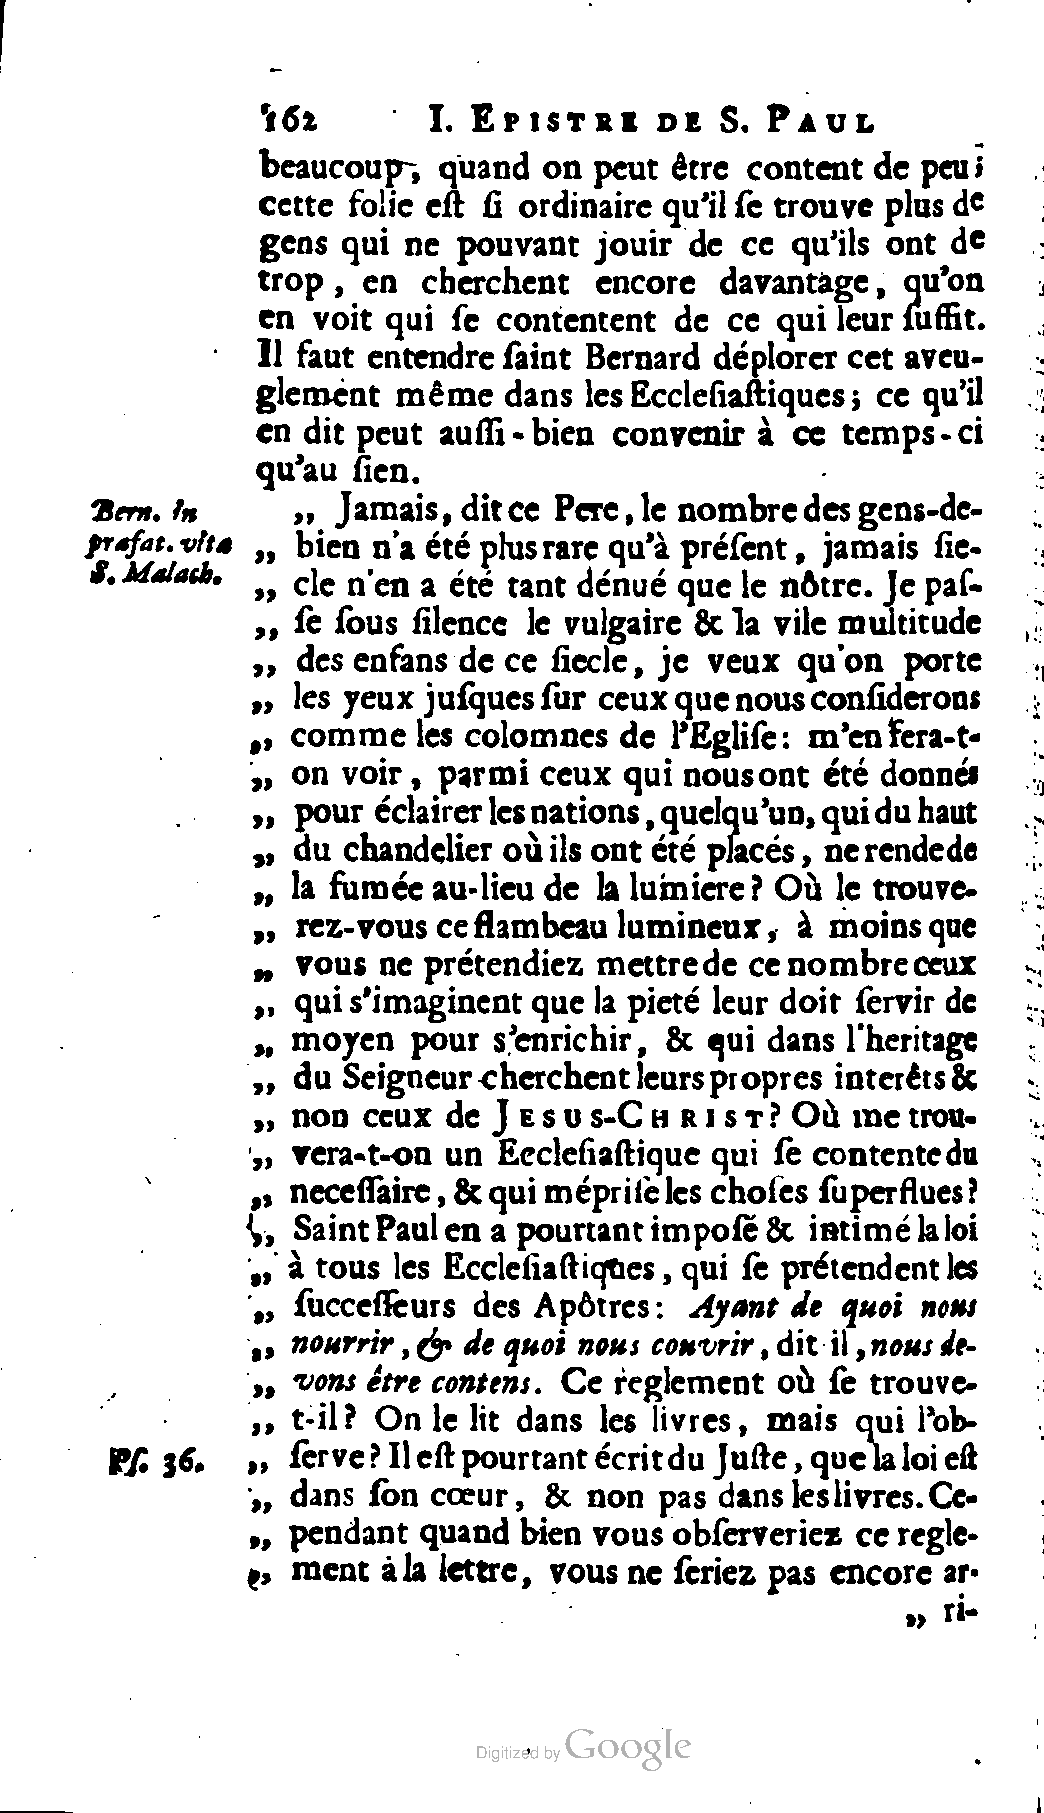 162 I. EPISTRE DE S. PAUL
beaucoup, quand on peut être content de peu;
cette folie eſt ſi ordinaire qu'il ſe trouve plus de
gens qui ne pouvant jouir de ce qu'ils ont de
trop, en cherchent encore davantage, qu'on
en voit qui ſe contentent de ce qui leur ſuffit.
Il faut entendre ſaint Bernard déplorer cet aveu-
glement même dans les Eccleſiaſtiques; ce qu'il
en dit peut auſſi-bien convenir à ce temps-ci
qu'au ſien.
Bern. in
præfat. vita
S. Malach.
„ Jamais, dit ce Pere, le nombre des gens-de-
„ bien n'a été plus rare qu'à préſent, jamais ſie-
„ cle n'en a été tant dénué que le nôtre. Je paſ-
„ ſe ſous ſilence le vulgaire & la vile multitude
„ des enfans de ce ſiecle, je veux qu'on porte
„ les yeux juſques ſur ceux que nous conſiderons
„ comme les colomnes de l'Egliſe: m'en fera-t-
„ on voir, parmi ceux qui nous ont été donnés
„ pour éclairer les nations, quelqu'un, qui du haut
„ du chandelier où ils ont été placés, ne rende de
„ la fumée au-lieu de la lumiere? Où le trouve-
„ rez-vous ce flambeau lumineux, à moins que
„ vous ne prétendiez mettre de ce nombre ceux
„ qui s'imaginent que la pieté leur doit ſervir de
„ moyen pour s'enrichir, & qui dans l'heritage
„ du Seigneur cherchent leurs propres interêts &
„ non ceux de JESUS-CHRIST? Où me trou-
„ vera-t-on un Eccleſiaſtique qui ſe contente du
„ neceſſaire, & qui mépriſe les choſes ſuperflues?
„ Saint Paul en a pourtant impoſé & intimé la loi
„ à tous les Eccleſiaſtiques, qui ſe prétendent les
„ ſucceſſeurs des Apôtres: Ayant de quoi nous
„ nourrir, & de quoi nous couvrir, dit il, nous de-
„ vons être contens. Ce reglement où ſe trouve-
„ t-il? On le lit dans les livres, mais qui l'ob-
Pſ. 36. „ ſerve? Il eſt pourtant écrit du Juſte, que la loi eſt
„ dans ſon cœur, & non pas dans les livres. Ce-
„ pendant quand bien vous obſerveriez ce regle-
„ ment à la lettre, vous ne ſeriez pas encore ar-
„ ri-
Digitized by Google